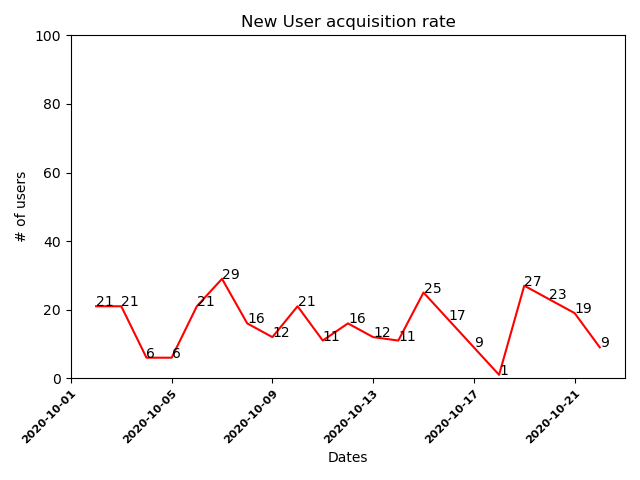 New User acquisition rate
100
80
60
40
20
0
# of users
21 21 6 6 21 29 16 12 21 11 16 12 11 25 17 9 1 27 23 19 9
2020-10-01 2020-10-05 2020-10-09 2020-10-13 2020-10-17 2020-10-21
Dates